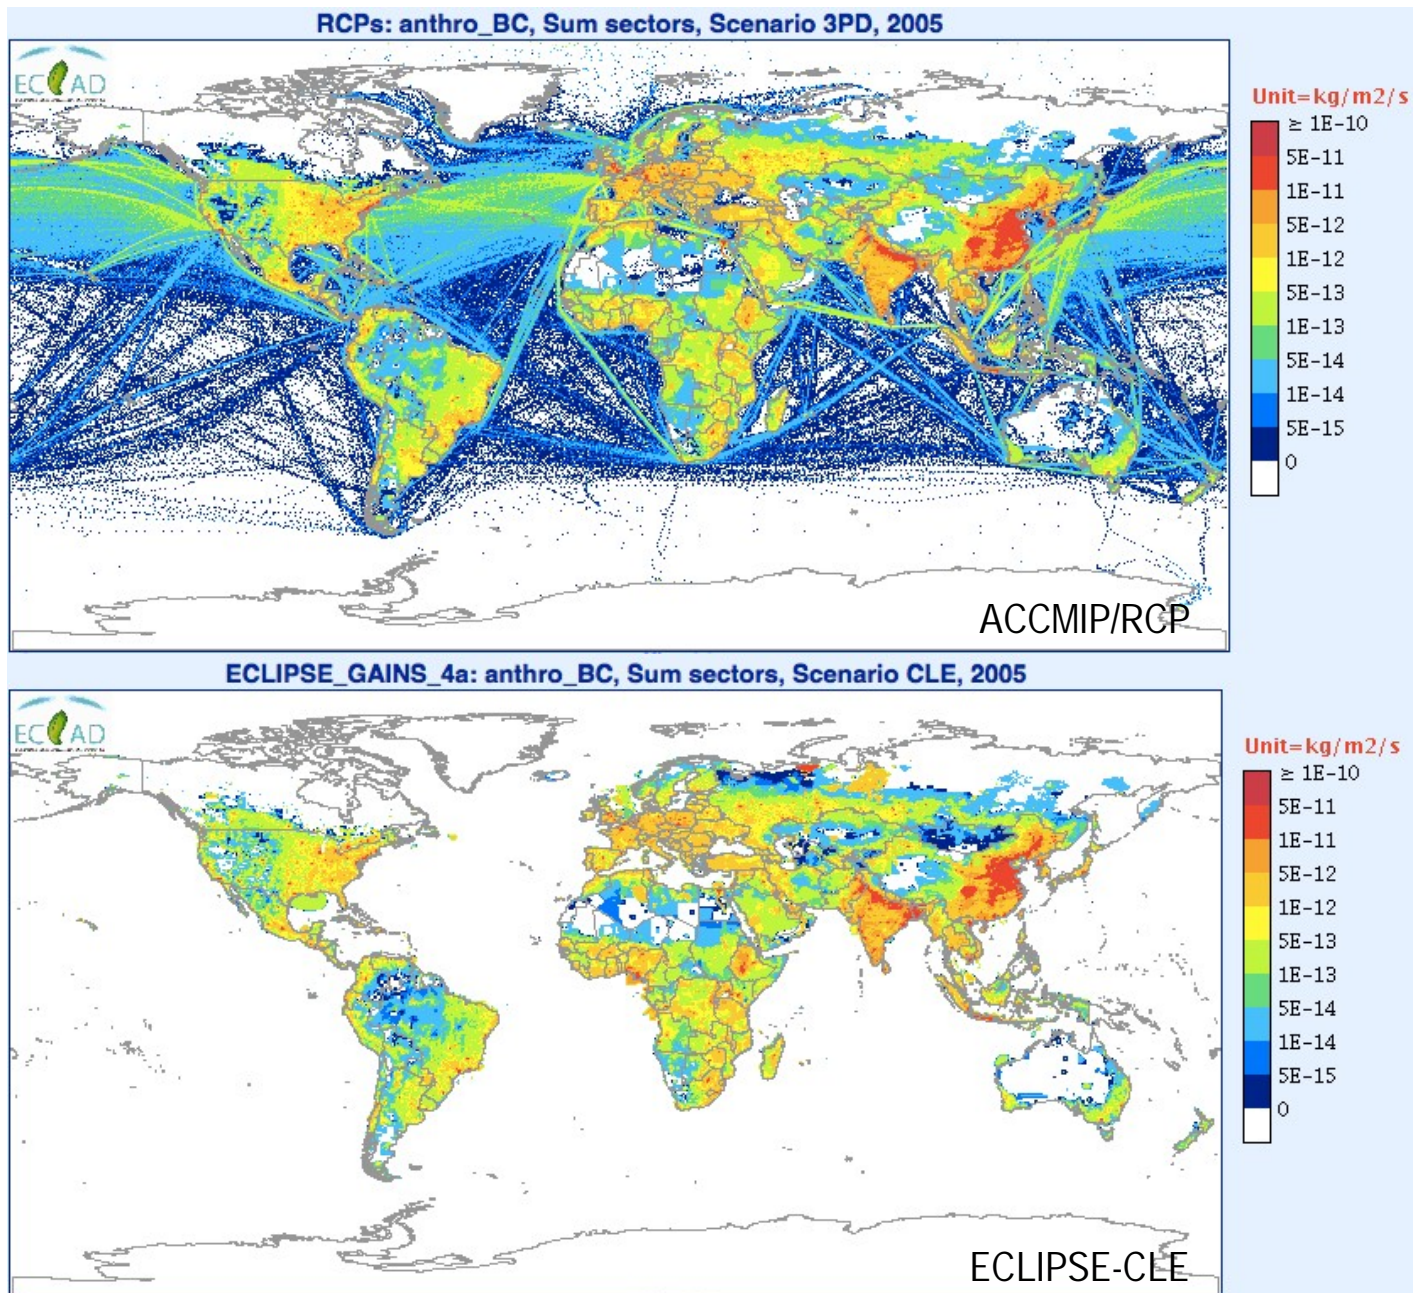 RCPs: anthro_BC, Sum sectors, Scenario 3PD, 2005
Unit=kg/m2/s
≥ 1E-10
5E-11
1E-11
5E-12
1E-12
5E-13
1E-13
5E-14
1E-14
5E-15
0
ACCMIP/RCP
ECLIPSE_GAINS_4a: anthro_BC, Sum sectors, Scenario CLE, 2005
Unit=kg/m2/s
≥ 1E-10
5E-11
1E-11
5E-12
1E-12
5E-13
1E-13
5E-14
1E-14
5E-15
0
ECLIPSE-CLE